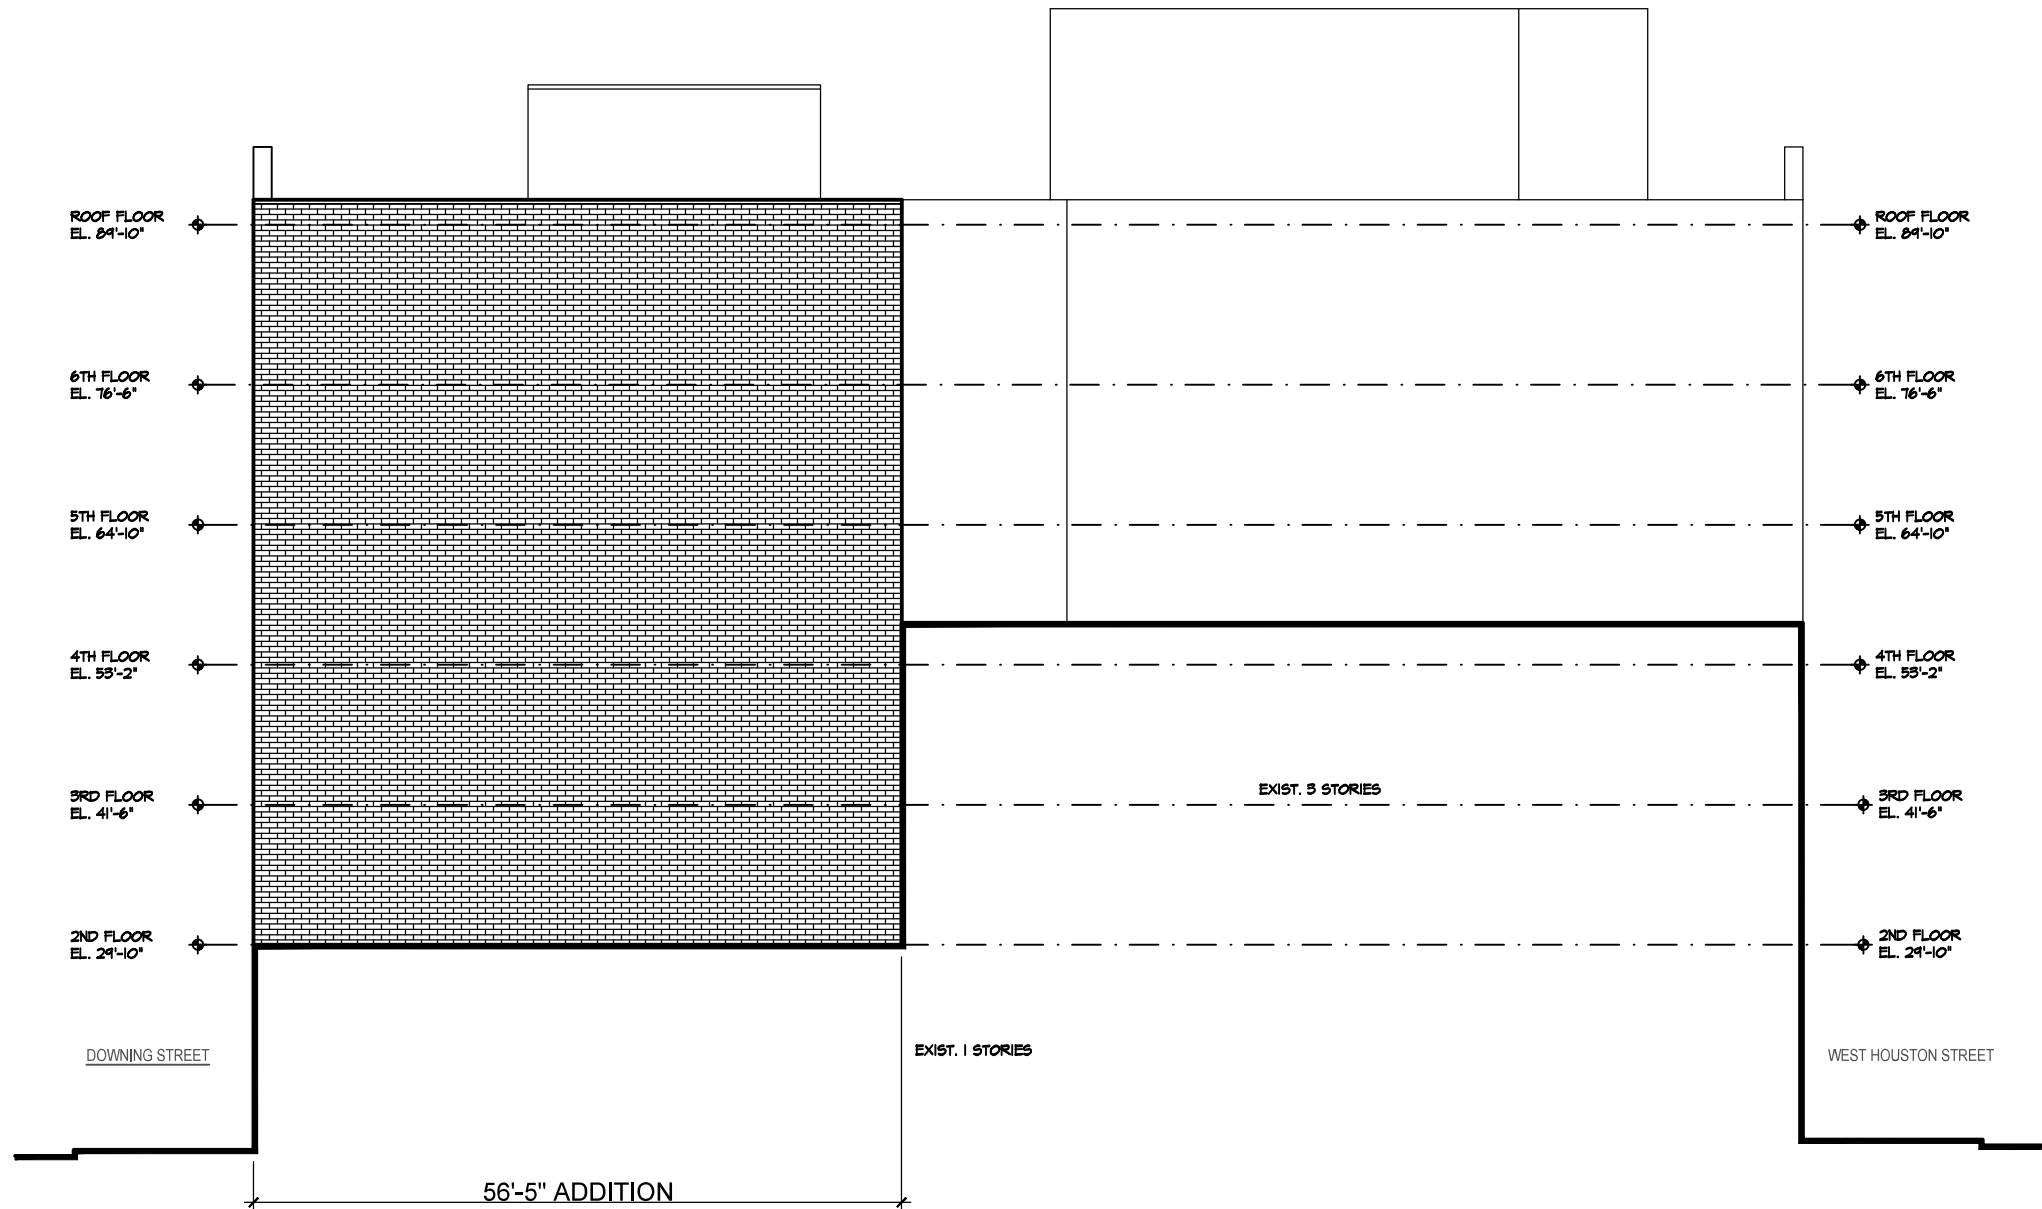 ROOF FLOOR
EL. 89'-10"
ROOF FLOOR
EL. 89'-10"
6TH FLOOR
EL. 76'-6"
6TH FLOOR
EL. 76'-6"
5TH FLOOR
EL. 64'-10"
5TH FLOOR
EL. 64'-10"
4TH FLOOR
EL. 53'-2"
4TH FLOOR
EL. 53'-2"
3RD FLOOR
EL. 41'-6"
EXIST. 3 STORIES
3RD FLOOR
EL. 41'-6"
2ND FLOOR
EL. 29'-10"
2ND FLOOR
EL. 29'-10"
DOWNING STREET
EXIST. 1 STORIES
WEST HOUSTON STREET
56'-5" ADDITION